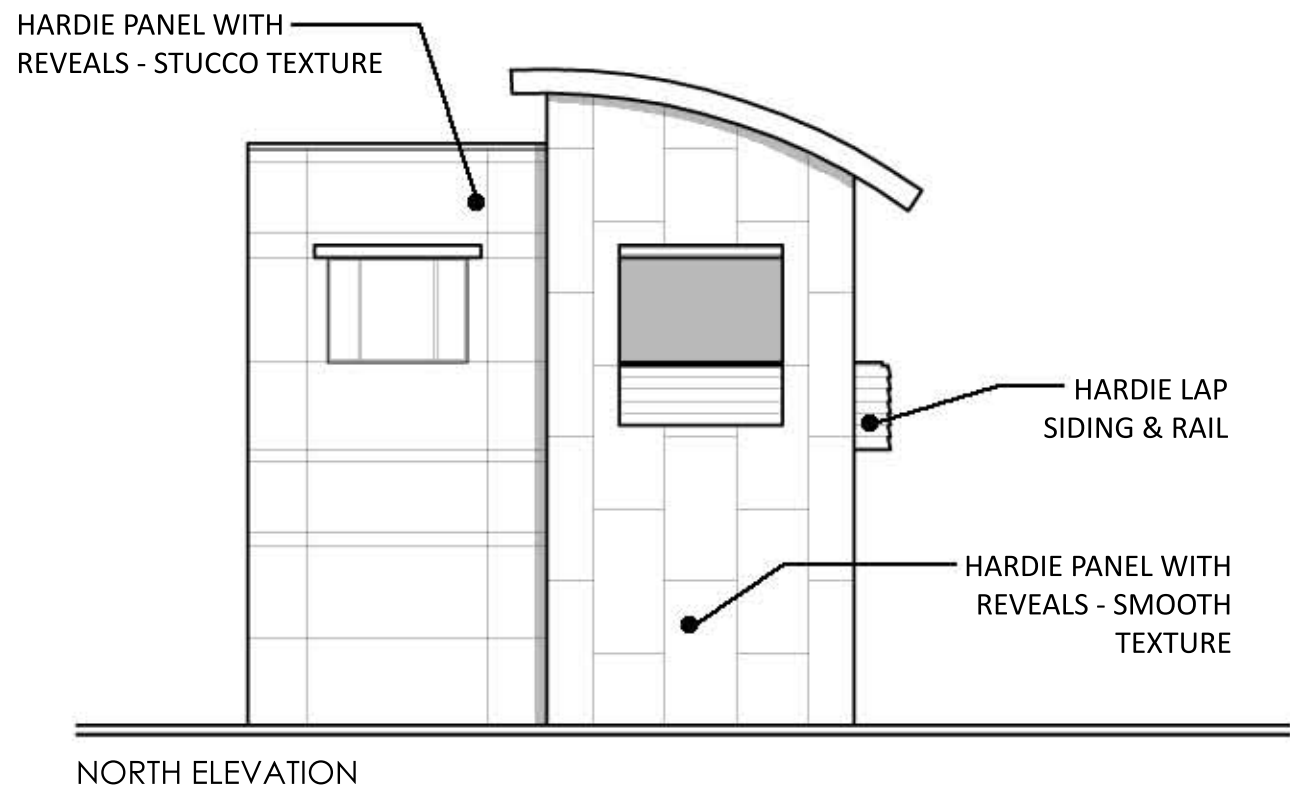 HARDIE PANEL WITH
REVEALS - STUCCO TEXTURE
HARDIE LAP
SIDING & RAIL
HARDIE PANEL WITH
REVEALS - SMOOTH
TEXTURE
NORTH ELEVATION